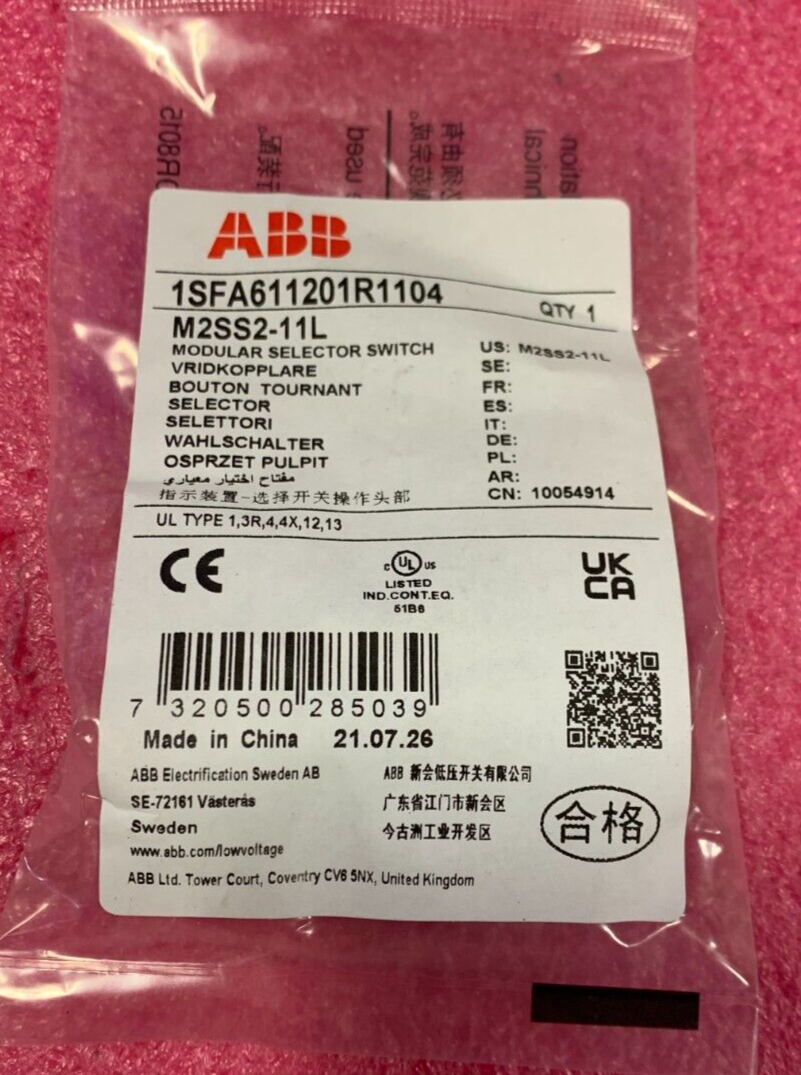 ABB
1SFA611201R1104
QTY 1
M2SS2-11L
MODULAR SELECTOR SWITCH
US: M2SS2-11L
VRIDKOPPLARE
SE:
BOUTON TOURNANT
FR:
SELECTOR
ES:
SELETTORI
IT:
WAHLSCHALTER
DE:
OSPRZET PULPIT
PL:
مفتاح اختيار معياري
AR:
指示装置-选择开关操作头部
CN: 10054914
UL TYPE 1,3R,4,4X,12,13
CE
C UL US
LISTED
IND.CONT.EQ.
51B6
UK
CA
7 320500 285039
Made in China 21.07.26
ABB Electrification Sweden AB
SE-72161 Västerås
Sweden
www.abb.com/lowvoltage
ABB 新会低压开关有限公司
广东省江门市新会区
今古洲工业开发区
合格
ABB Ltd. Tower Court, Coventry CV6 5NX, United Kingdom